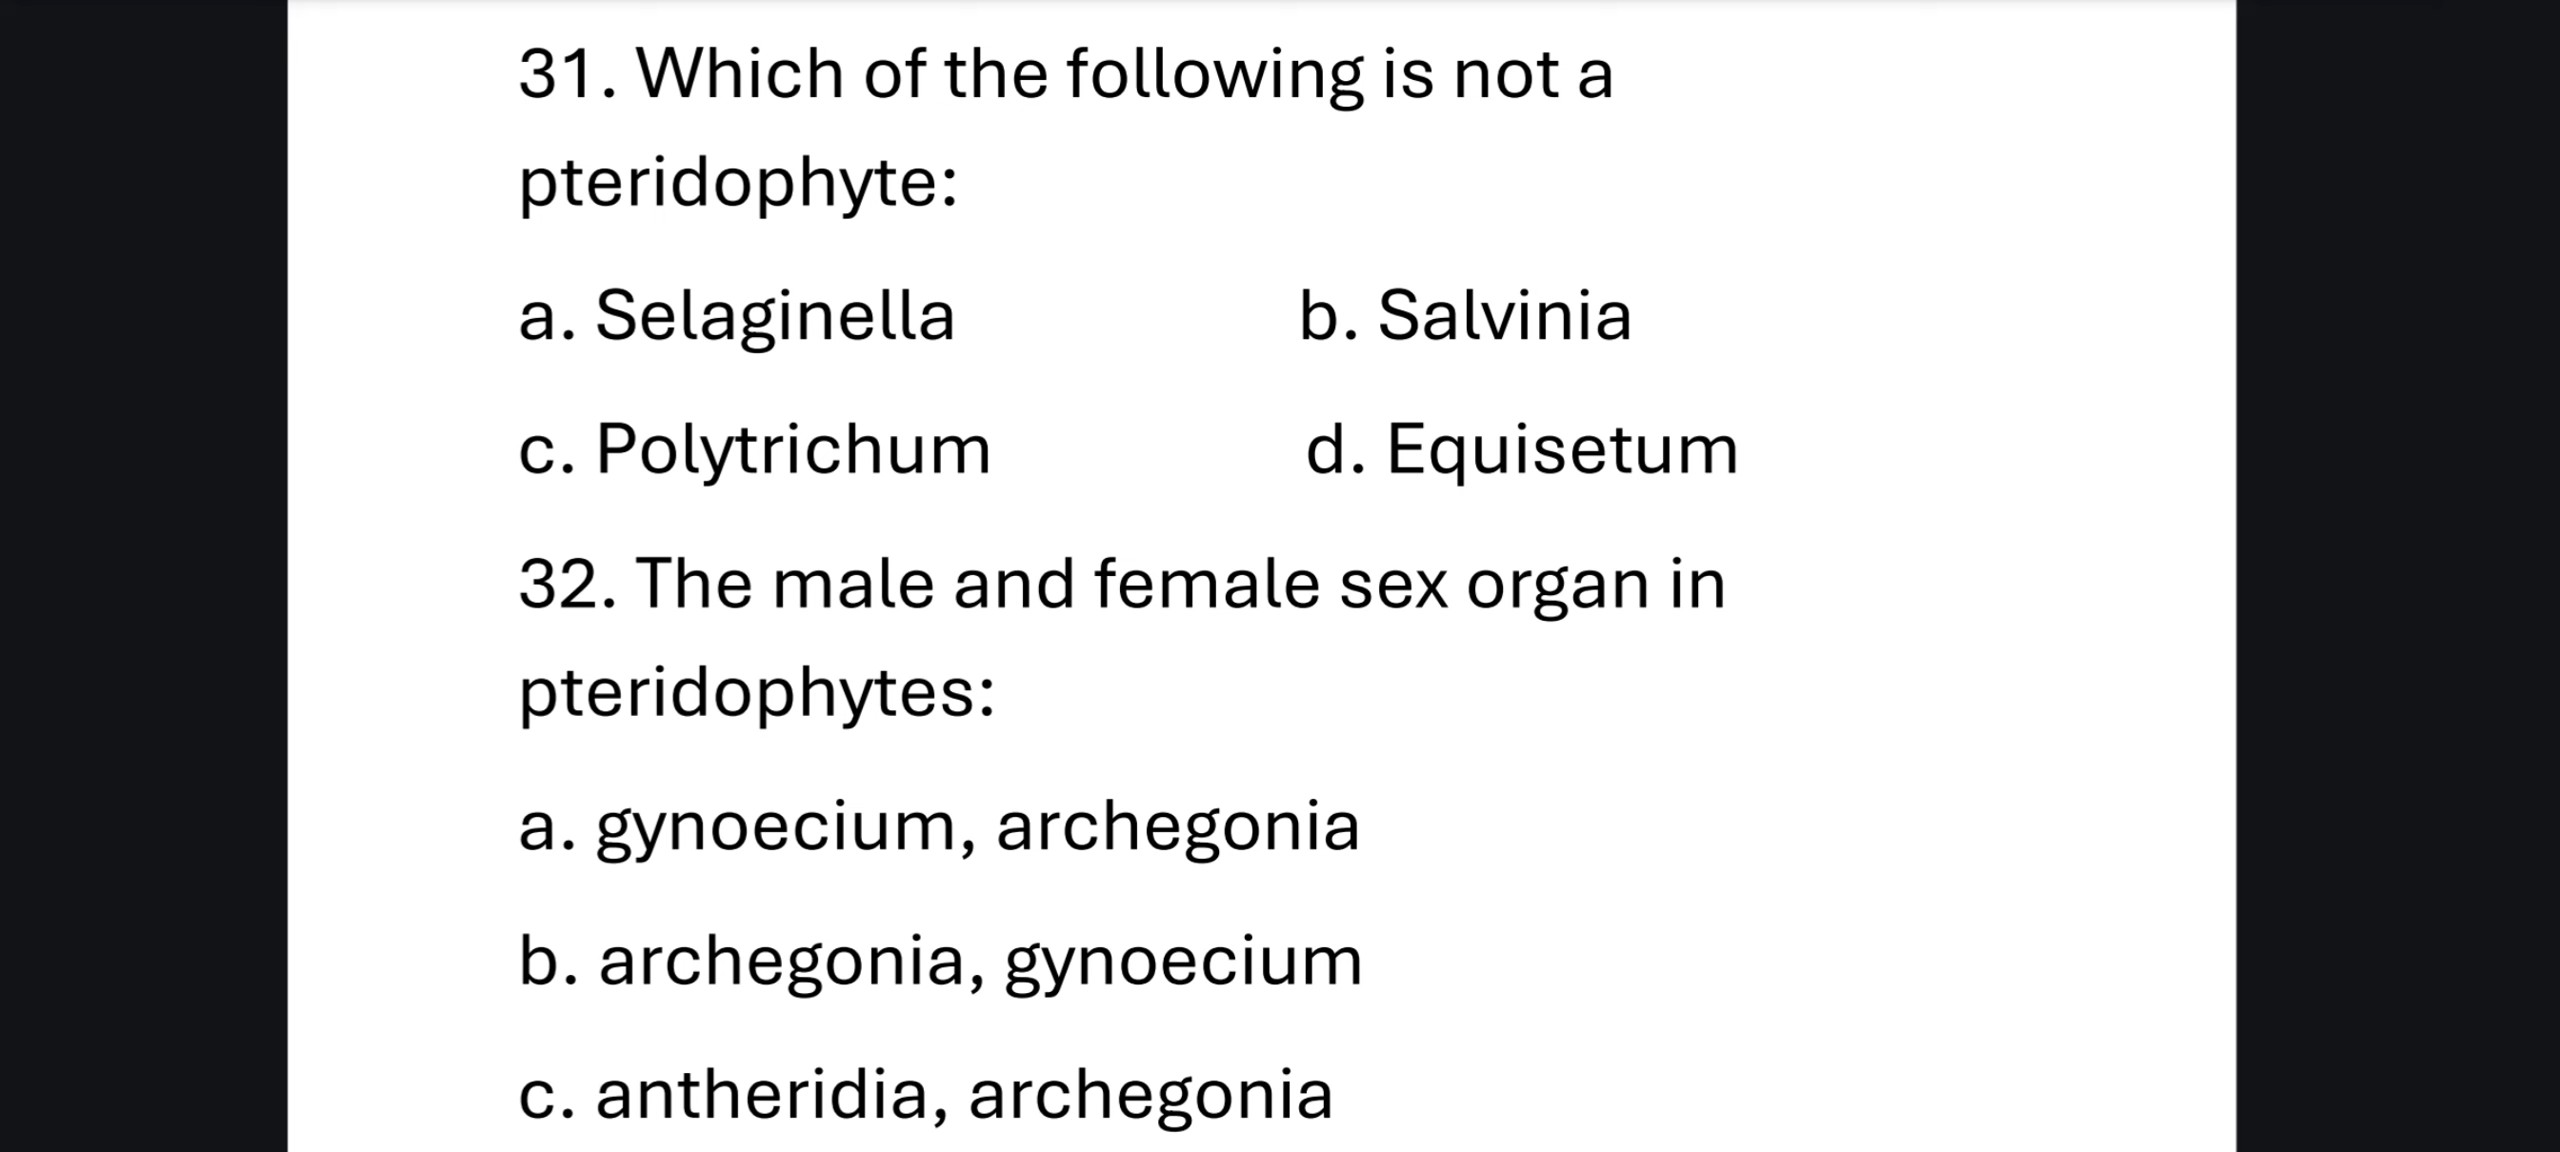 31. Which of the following is not a
pteridophyte:
a. Selaginella b. Salvinia
c. Polytrichum d. Equisetum
32. The male and female sex organ in
pteridophytes:
a. gynoecium, archegonia
b. archegonia, gynoecium
c. antheridia, archegonia